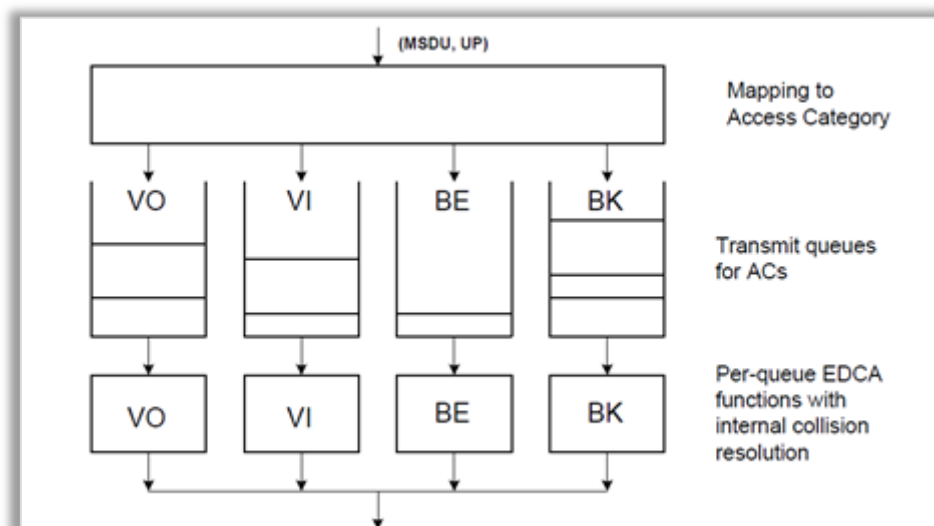 (MSDU, UP)
Mapping to
Access Category
VO VI BE BK
Transmit queues
for ACs
Per-queue EDCA
functions with
internal collision
resolution
VO VI BE BK